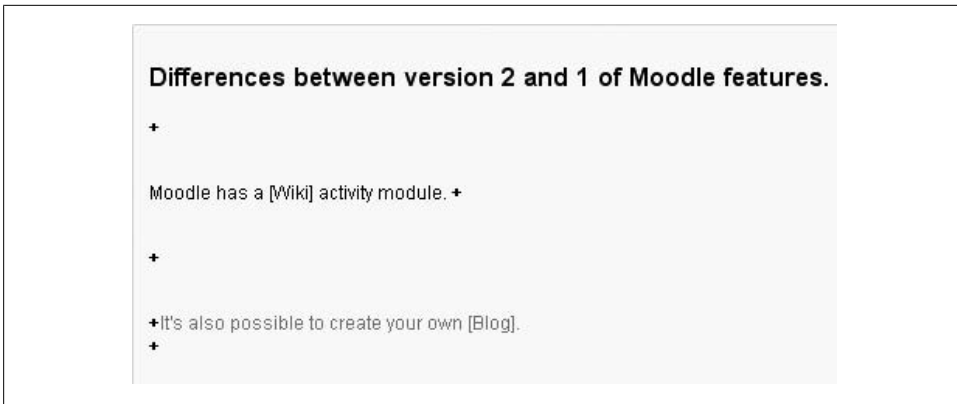 Differences between version 2 and 1 of Moodle features.
+
Moodle has a [Wiki] activity module. +
+
+It's also possible to create your own [Blog].
+